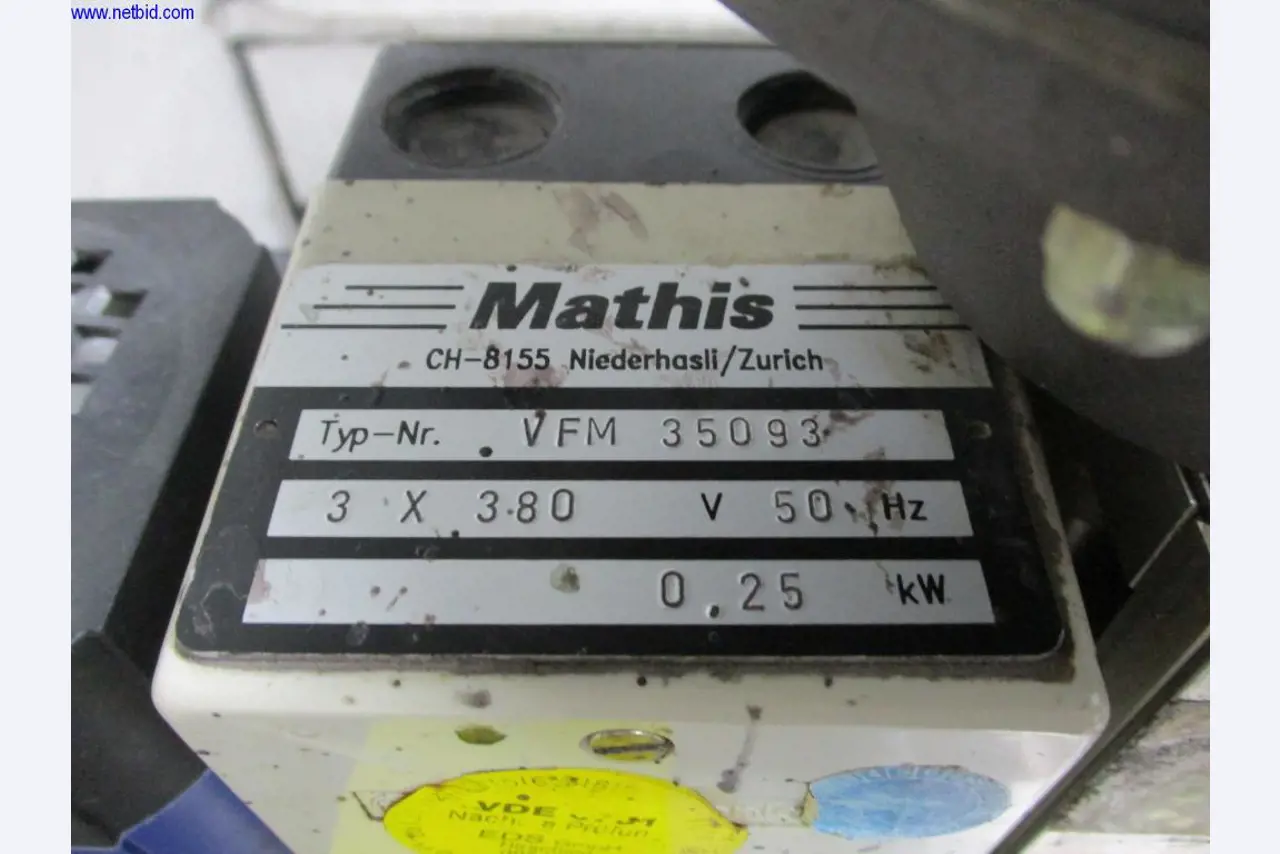 www.netbid.com
Mathis
CH-8155 Niederhasli/Zurich
Typ-Nr. VFM 35093
3 X 380 V 50 Hz
0.25 kW
VDE
EDS